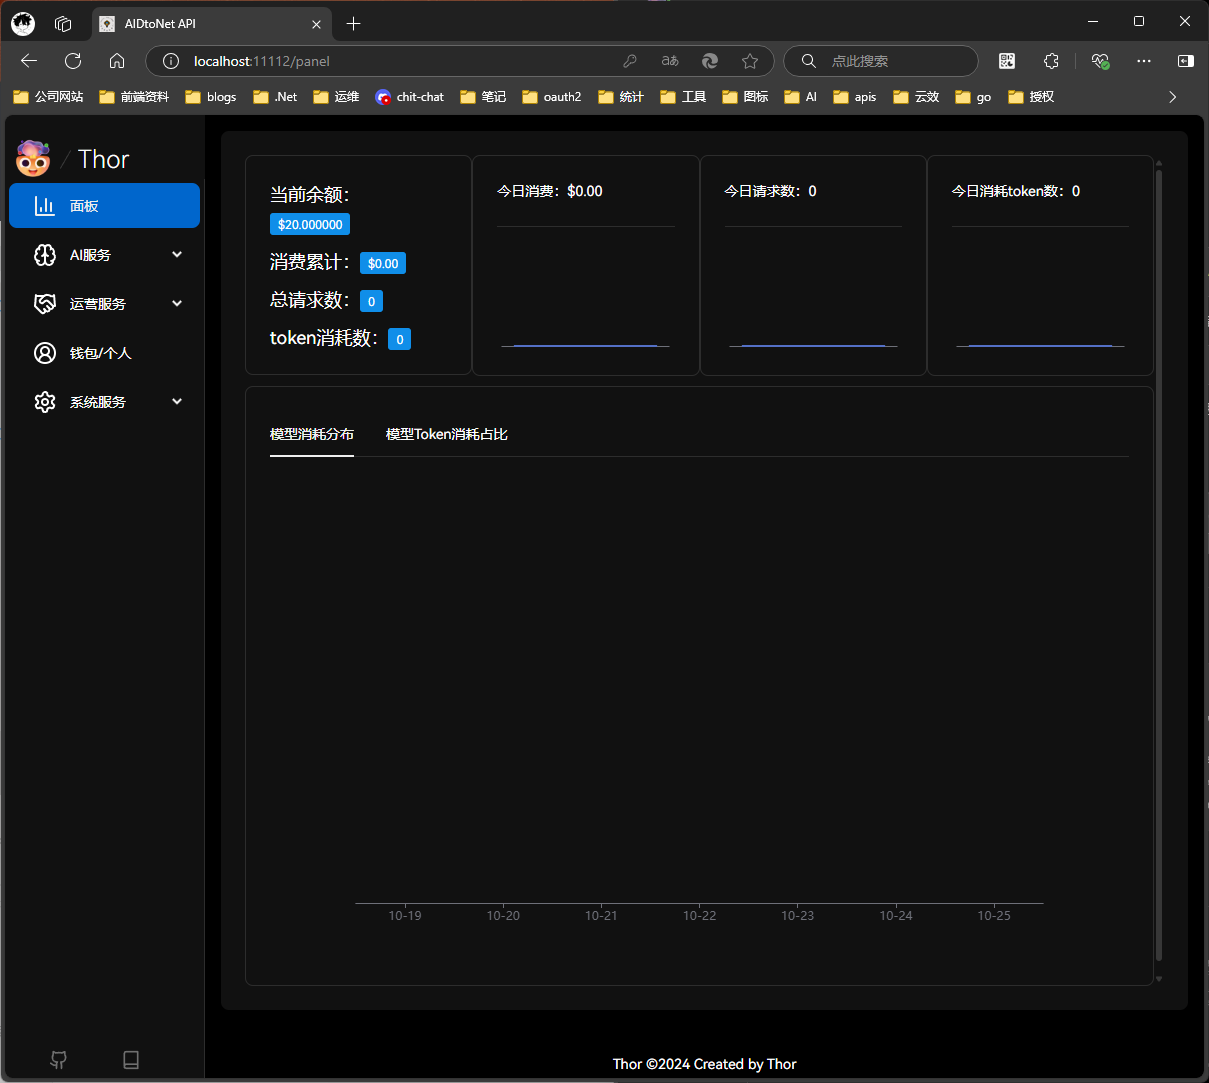 AIDtoNet API
localhost:11112/panel
点此搜索
公司网站
前端资料
blogs
.Net
运维
chit-chat
笔记
oauth2
统计
工具
图标
AI
apis
云效
go
授权
/ Thor
面板
AI服务
运营服务
钱包/个人
系统服务
当前余额：
$20.000000
消费累计： $0.00
总请求数： 0
token消耗数： 0
今日消费：$0.00
今日请求数：0
今日消耗token数：0
模型消耗分布
模型Token消耗占比
10-19
10-20
10-21
10-22
10-23
10-24
10-25
Thor ©2024 Created by Thor